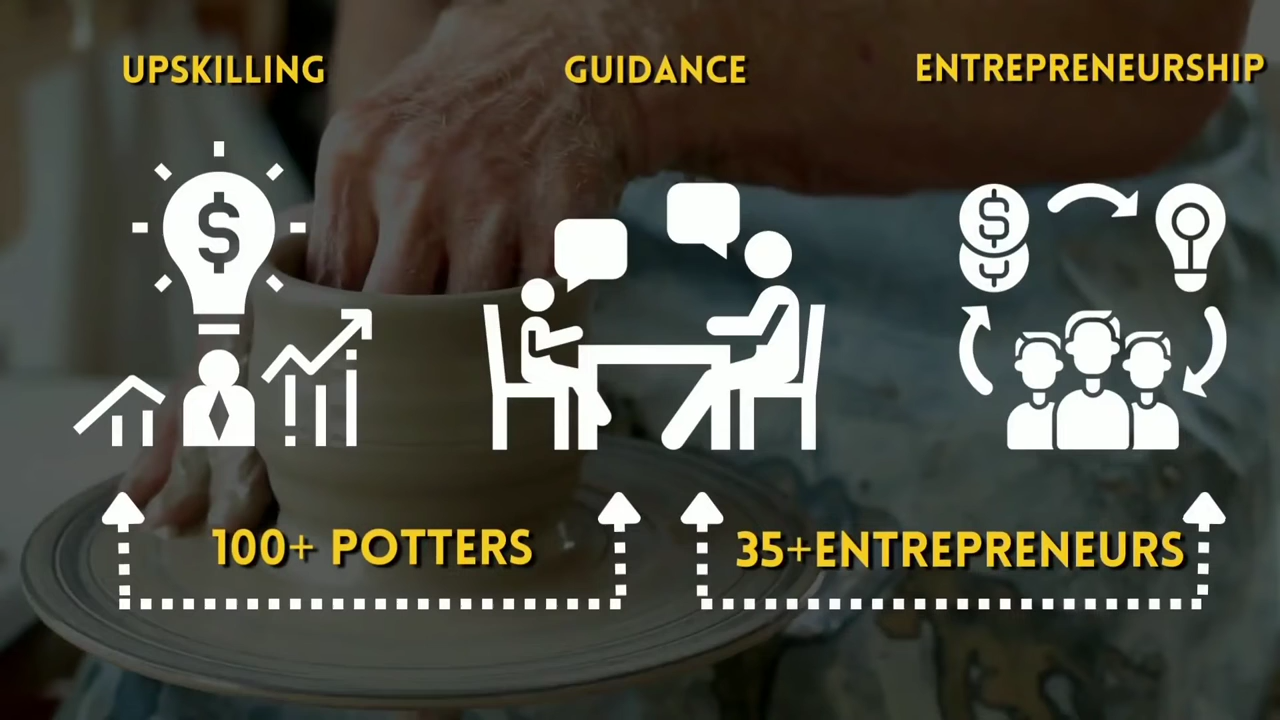 UPSKILLING
GUIDANCE
ENTREPRENEURSHIP
$
$
100+ POTTERS
35+ENTREPRENEURS